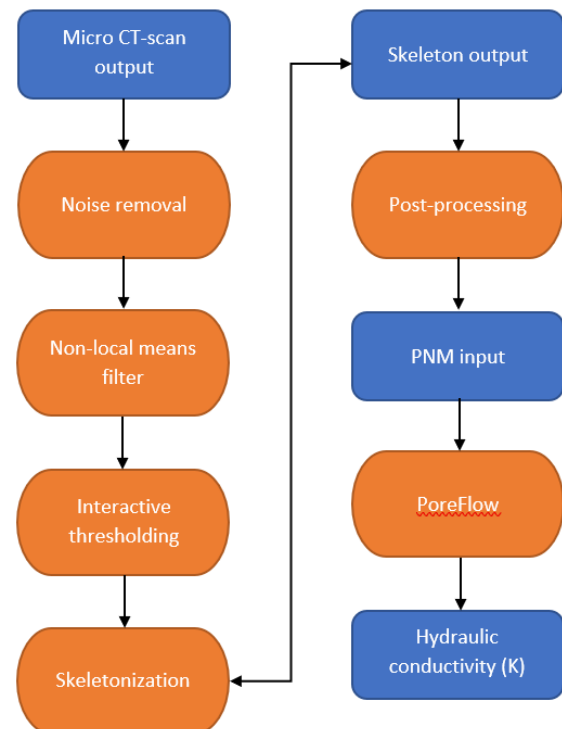 Micro CT-scan
output
Noise removal
Non-local means
filter
Interactive
thresholding
Skeletonization
Skeleton output
Post-processing
PNM input
PoreFlow
Hydraulic
conductivity (K)